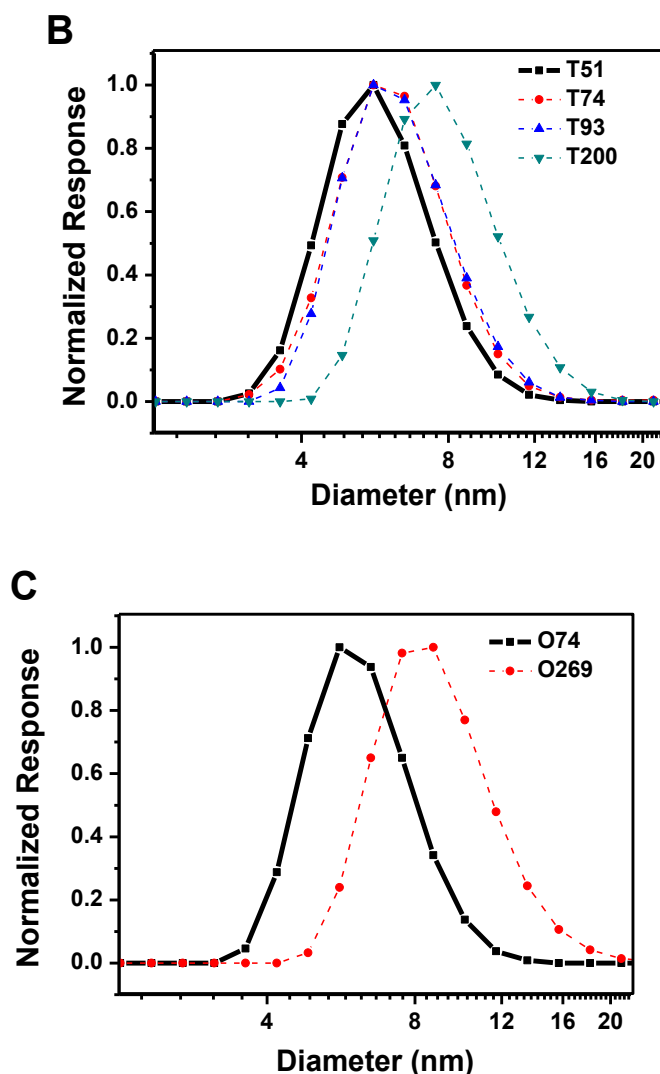 B
T51
T74
T93
T200
1.0
0.8
0.6
0.4
0.2
0.0
Normalized Response
4 8 12 16 20
Diameter (nm)
C
O74
O269
1.0
0.8
0.6
0.4
0.2
0.0
Normalized Response
4 8 12 16 20
Diameter (nm)